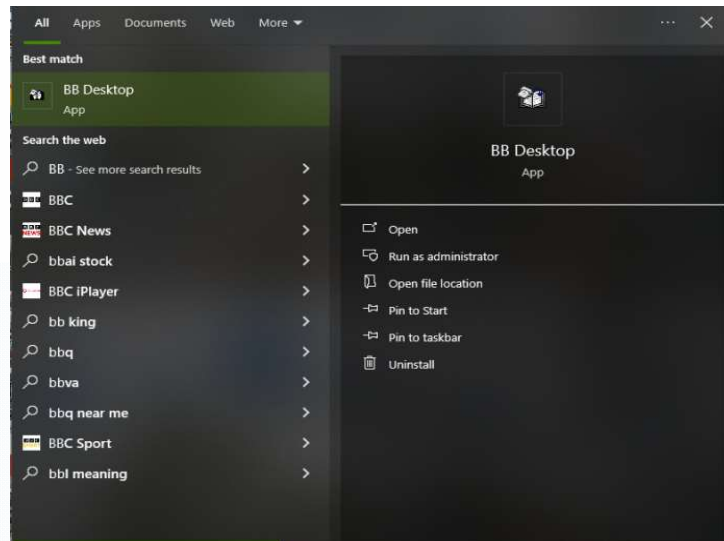 All Apps Documents Web More
Best match
BB Desktop
App
Search the web
BB - See more search results
BBC
BBC News
bbai stock
BBC iPlayer
bb king
bbq
bbva
bbq near me
BBC Sport
bbl meaning
BB Desktop
App
Open
Run as administrator
Open file location
Pin to Start
Pin to taskbar
Uninstall